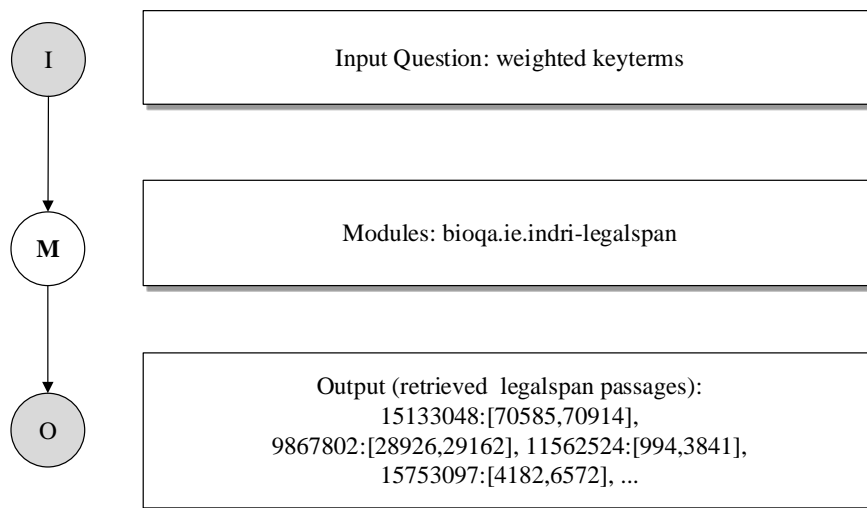 I
Input Question: weighted keyterms
M
Modules: bioqa.ie.indri-legalspan
O
Output (retrieved legalspan passages):
15133048:[70585,70914],
9867802:[28926,29162], 11562524:[994,3841],
15753097:[4182,6572], ...